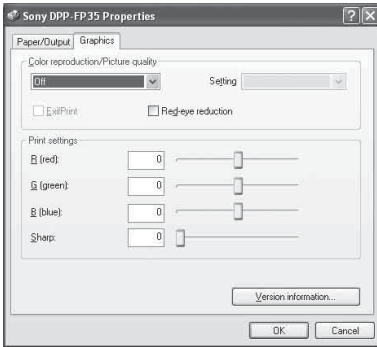 Sony DPP-FP35 Properties
Paper/Output Graphics
Color reproduction/Picture quality
Off Setting
ExifPrint Red-eye reduction
Print settings
R (red): 0
G (green): 0
B (blue): 0
Sharp: 0
Version information...
OK Cancel